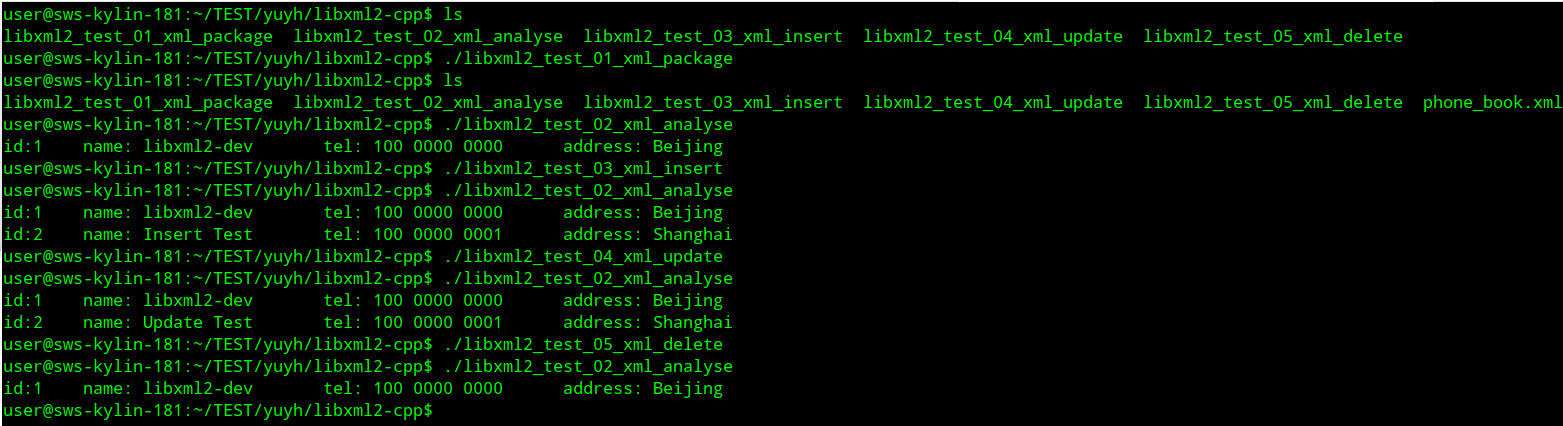 user@sws-kylin-181:~/TEST/yuyh/libxml2-cpp$ ls
libxml2_test_01_xml_package  libxml2_test_02_xml_analyse  libxml2_test_03_xml_insert  libxml2_test_04_xml_update  libxml2_test_05_xml_delete
user@sws-kylin-181:~/TEST/yuyh/libxml2-cpp$ ./libxml2_test_01_xml_package
user@sws-kylin-181:~/TEST/yuyh/libxml2-cpp$ ls
libxml2_test_01_xml_package  libxml2_test_02_xml_analyse  libxml2_test_03_xml_insert  libxml2_test_04_xml_update  libxml2_test_05_xml_delete  phone_book.xml
user@sws-kylin-181:~/TEST/yuyh/libxml2-cpp$ ./libxml2_test_02_xml_analyse
id:1    name: libxml2-dev       tel: 100 0000 0000      address: Beijing
user@sws-kylin-181:~/TEST/yuyh/libxml2-cpp$ ./libxml2_test_03_xml_insert
user@sws-kylin-181:~/TEST/yuyh/libxml2-cpp$ ./libxml2_test_02_xml_analyse
id:1    name: libxml2-dev       tel: 100 0000 0000      address: Beijing
id:2    name: Insert Test       tel: 100 0000 0001      address: Shanghai
user@sws-kylin-181:~/TEST/yuyh/libxml2-cpp$ ./libxml2_test_04_xml_update
user@sws-kylin-181:~/TEST/yuyh/libxml2-cpp$ ./libxml2_test_02_xml_analyse
id:1    name: libxml2-dev       tel: 100 0000 0000      address: Beijing
id:2    name: Update Test       tel: 100 0000 0001      address: Shanghai
user@sws-kylin-181:~/TEST/yuyh/libxml2-cpp$ ./libxml2_test_05_xml_delete
user@sws-kylin-181:~/TEST/yuyh/libxml2-cpp$ ./libxml2_test_02_xml_analyse
id:1    name: libxml2-dev       tel: 100 0000 0000      address: Beijing
user@sws-kylin-181:~/TEST/yuyh/libxml2-cpp$